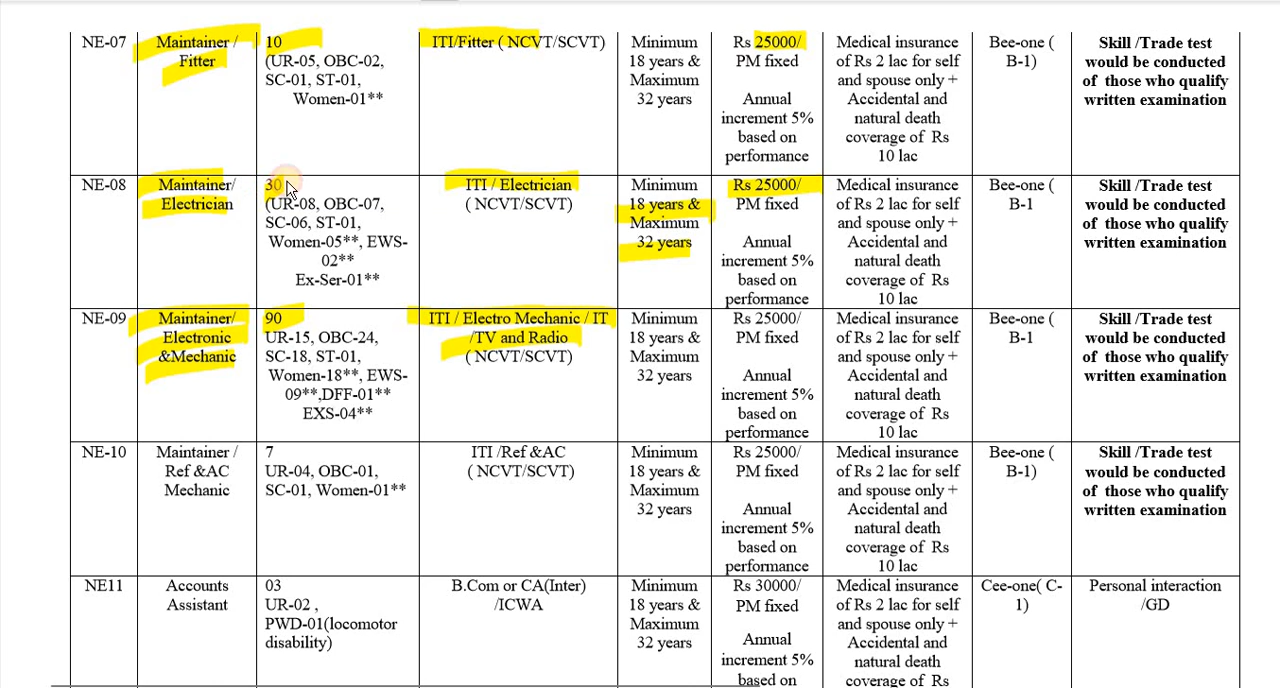 NE-07
Maintainer /
Fitter
10
(UR-05, OBC-02,
SC-01, ST-01,
Women-01**
ITI/Fitter ( NCVT/SCVT)
Minimum
18 years &
Maximum
32 years
Rs 25000/
PM fixed
Annual
increment 5%
based on
performance
Medical insurance
of Rs 2 lac for self
and spouse only +
Accidental and
natural death
coverage of Rs
10 lac
Bee-one (
B-1)
Skill /Trade test
would be conducted
of those who qualify
written examination
NE-08
Maintainer/
Electrician
30
(UR-08, OBC-07,
SC-06, ST-01,
Women-05**, EWS-
02**
Ex-Ser-01**
ITI / Electrician
( NCVT/SCVT)
Minimum
18 years &
Maximum
32 years
Rs 25000/
PM fixed
Annual
increment 5%
based on
performance
Medical insurance
of Rs 2 lac for self
and spouse only +
Accidental and
natural death
coverage of Rs
10 lac
Bee-one (
B-1
Skill /Trade test
would be conducted
of those who qualify
written examination
NE-09
Maintainer/
Electronic
&Mechanic
90
UR-15, OBC-24,
SC-18, ST-01,
Women-18**, EWS-
09**,DFF-01**
EXS-04**
ITI / Electro Mechanic / IT
/TV and Radio
( NCVT/SCVT)
Minimum
18 years &
Maximum
32 years
Rs 25000/
PM fixed
Annual
increment 5%
based on
performance
Medical insurance
of Rs 2 lac for self
and spouse only +
Accidental and
natural death
coverage of Rs
10 lac
Bee-one (
B-1
Skill /Trade test
would be conducted
of those who qualify
written examination
NE-10
Maintainer /
Ref &AC
Mechanic
7
UR-04, OBC-01,
SC-01, Women-01**
ITI /Ref &AC
( NCVT/SCVT)
Minimum
18 years &
Maximum
32 years
Rs 25000/
PM fixed
Annual
increment 5%
based on
performance
Medical insurance
of Rs 2 lac for self
and spouse only +
Accidental and
natural death
coverage of Rs
10 lac
Bee-one (
B-1)
Skill /Trade test
would be conducted
of those who qualify
written examination
NE11
Accounts
Assistant
03
UR-02 ,
PWD-01(locomotor
disability)
B.Com or CA(Inter)
/ICWA
Minimum
18 years &
Maximum
32 years
Rs 30000/
PM fixed
Annual
increment 5%
based on
Medical insurance
of Rs 2 lac for self
and spouse only +
Accidental and
natural death
coverage of Rs
Cee-one( C-
1)
Personal interaction
/GD